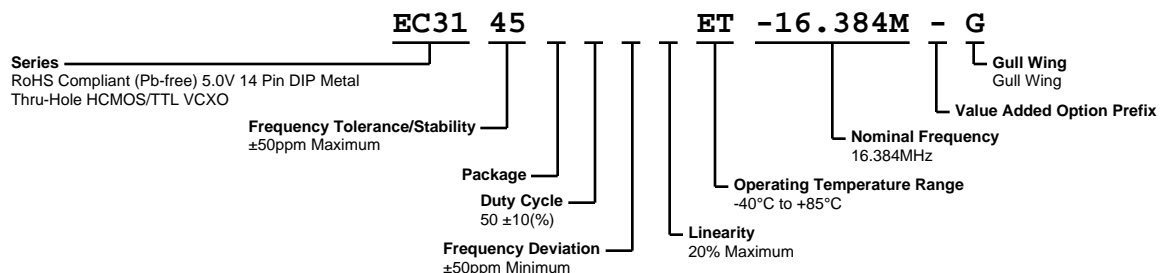 EC31 45 ET -16.384M - G
Series
RoHS Compliant (Pb-free) 5.0V 14 Pin DIP Metal
Thru-Hole HCMOS/TTL VCXO
Gull Wing
Gull Wing
Value Added Option Prefix
Frequency Tolerance/Stability
±50ppm Maximum
Nominal Frequency
16.384MHz
Package
Operating Temperature Range
-40°C to +85°C
Duty Cycle
50 ±10(%)
Linearity
20% Maximum
Frequency Deviation
±50ppm Minimum